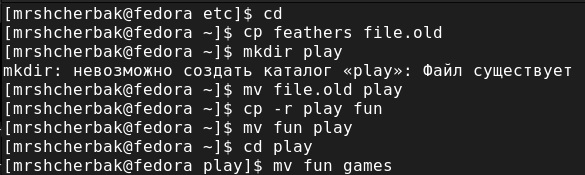 [mrshcherbak@fedora etc]$ cd
[mrshcherbak@fedora ~]$ cp feathers file.old
[mrshcherbak@fedora ~]$ mkdir play
mkdir: невозможно создать каталог «play»: Файл существует
[mrshcherbak@fedora ~]$ mv file.old play
[mrshcherbak@fedora ~]$ cp -r play fun
[mrshcherbak@fedora ~]$ mv fun play
[mrshcherbak@fedora ~]$ cd play
[mrshcherbak@fedora play]$ mv fun games